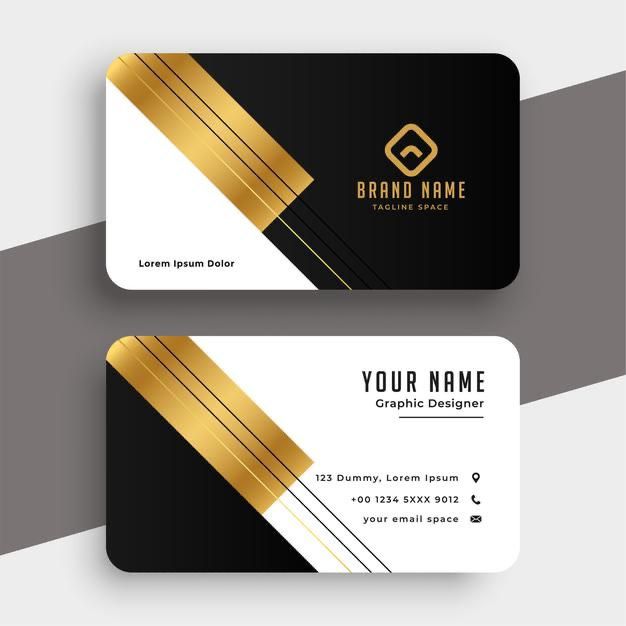 BRAND NAME
TAGLINE SPACE
Lorem Ipsum Dolor
YOUR NAME
Graphic Designer
123 Dummy, Lorem Ipsum
+00 1234 5XXX 9012
your email space